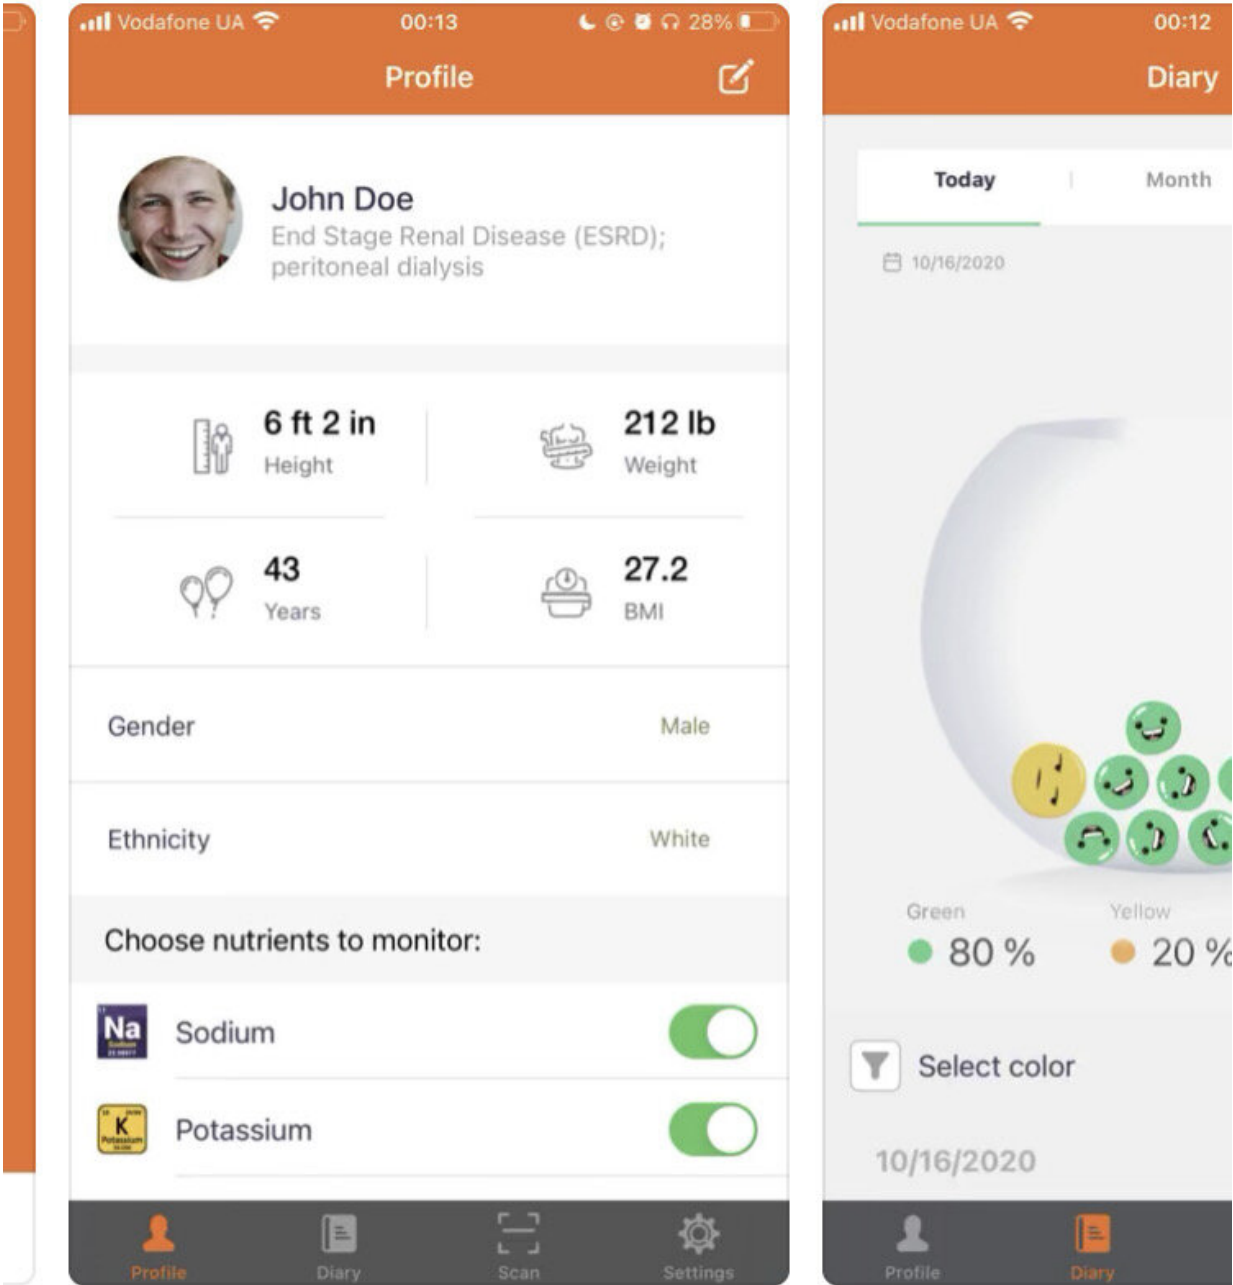 Vodafone UA
00:13
28%
Profile
John Doe
End Stage Renal Disease (ESRD);
peritoneal dialysis
6 ft 2 in
Height
212 lb
Weight
43
Years
27.2
BMI
Gender
Male
Ethnicity
White
Choose nutrients to monitor:
Na
Sodium
Sodium
K
Potassium
Potassium
Profile
Diary
Scan
Settings
Vodafone UA
00:12
Diary
Today
Month
10/16/2020
Green
80 %
Yellow
20 %
Select color
10/16/2020
Profile
Diary